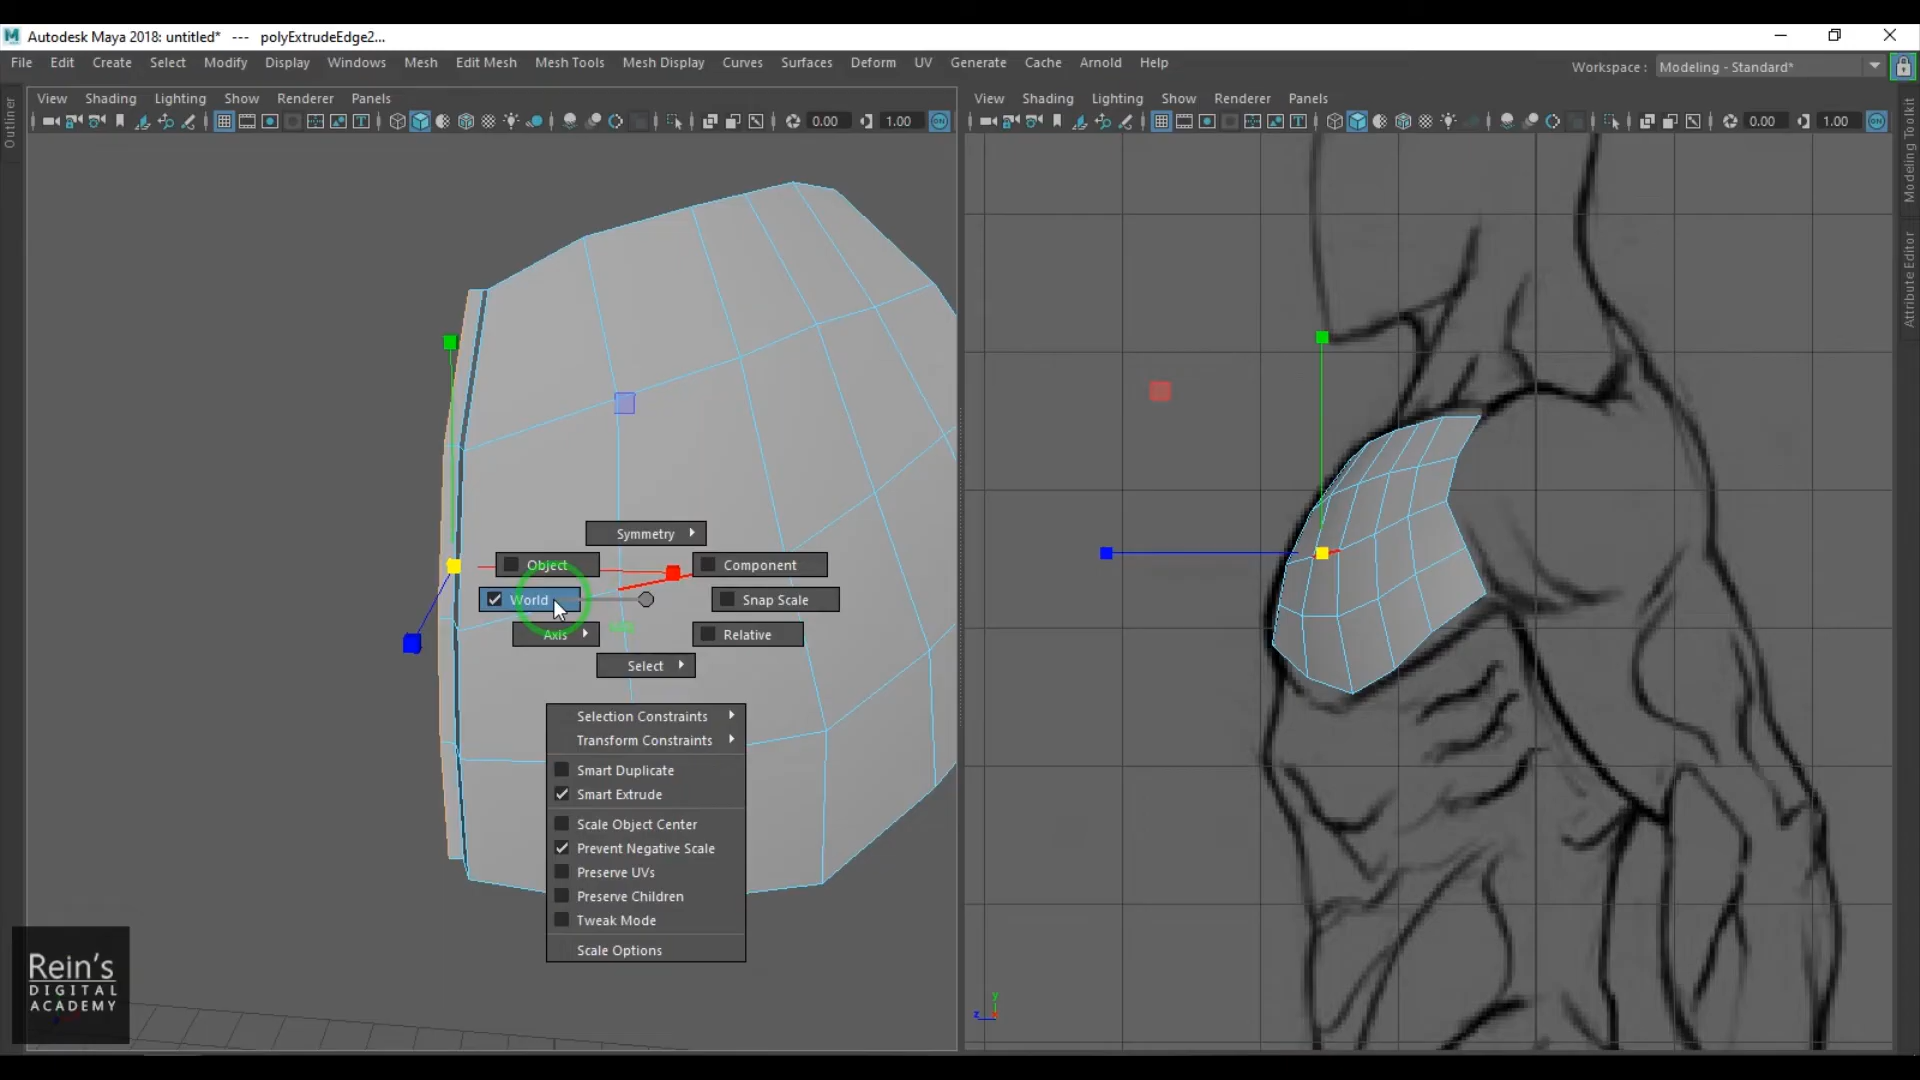 Autodesk Maya 2018: untitled* --- polyExtrudeEdge2...
File Edit Create Select Modify Display Windows Mesh Edit Mesh Mesh Tools Mesh Display Curves Surfaces Deform UV Generate Cache Arnold Help
Workspace : Modeling - Standard*
View Shading Lighting Show Renderer Panels
View Shading Lighting Show Renderer Panels
0.00 1.00
0.00 1.00
Outliner
Modeling Toolkit
Attribute Editor
Symmetry
Object
Component
World
Snap Scale
Axis
Relative
Select
Selection Constraints
Transform Constraints
Smart Duplicate
Smart Extrude
Scale Object Center
Prevent Negative Scale
Preserve UVs
Preserve Children
Tweak Mode
Scale Options
Rein's
DIGITAL
ACADEMY
y
z